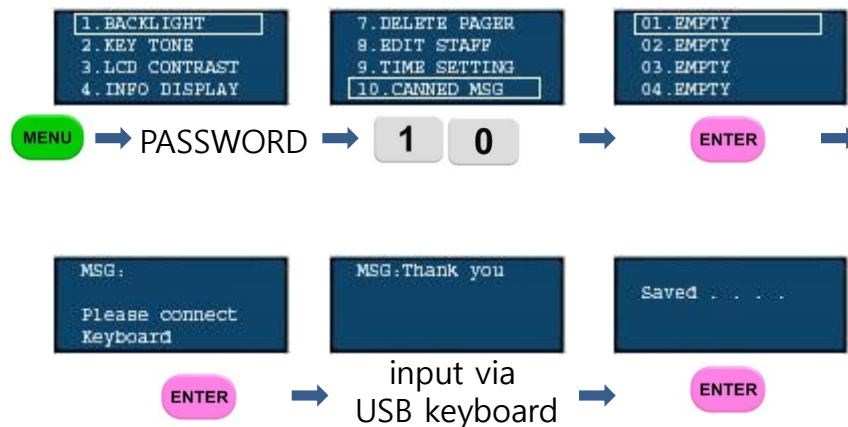 1.BACKLIGHT
2.KEY TONE
3.LCD CONTRAST
4.INFO DISPLAY
7.DELETE PAGER
8.EDIT STAFF
9.TIME SETTING
10.CANNED MSG
01.EMPTY
02.EMPTY
03.EMPTY
04.EMPTY
MENU
PASSWORD
1 0
ENTER
MSG:
Please connect
Keyboard
MSG:Thank you
Saved . . . .
ENTER
input via
USB keyboard
ENTER